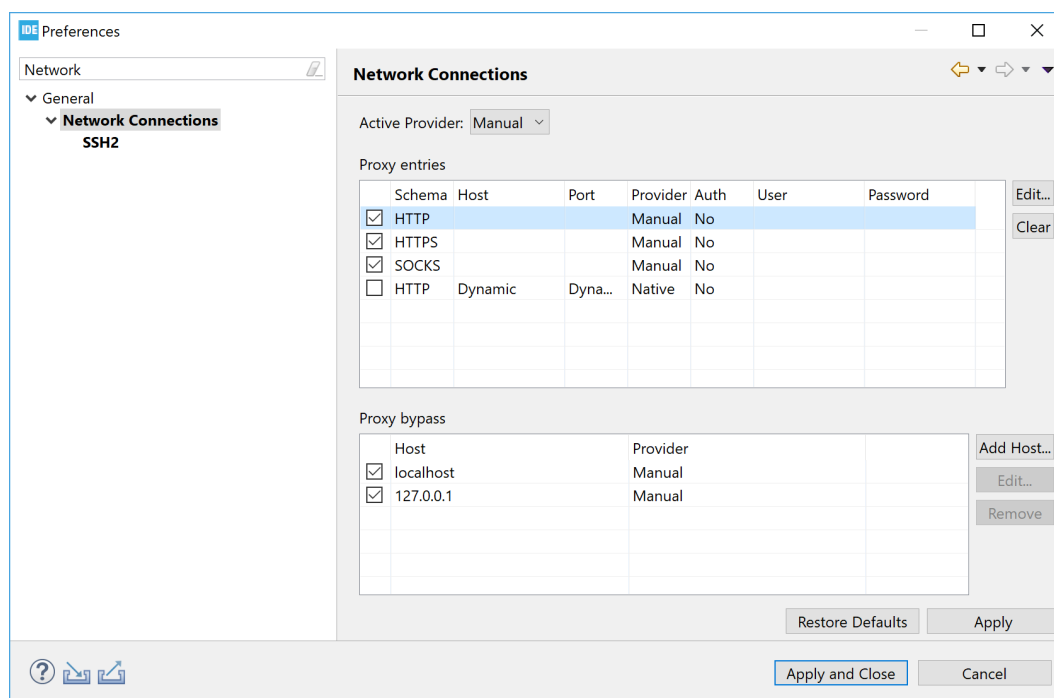 IDE Preferences
Network
General
Network Connections
SSH2
Network Connections
Active Provider: Manual
Proxy entries
Schema Host Port Provider Auth User Password
HTTP Manual No
HTTPS Manual No
SOCKS Manual No
HTTP Dynamic Dyna... Native No
Edit...
Clear
Proxy bypass
Host Provider
localhost Manual
127.0.0.1 Manual
Add Host...
Edit...
Remove
Restore Defaults Apply
? Apply and Close Cancel